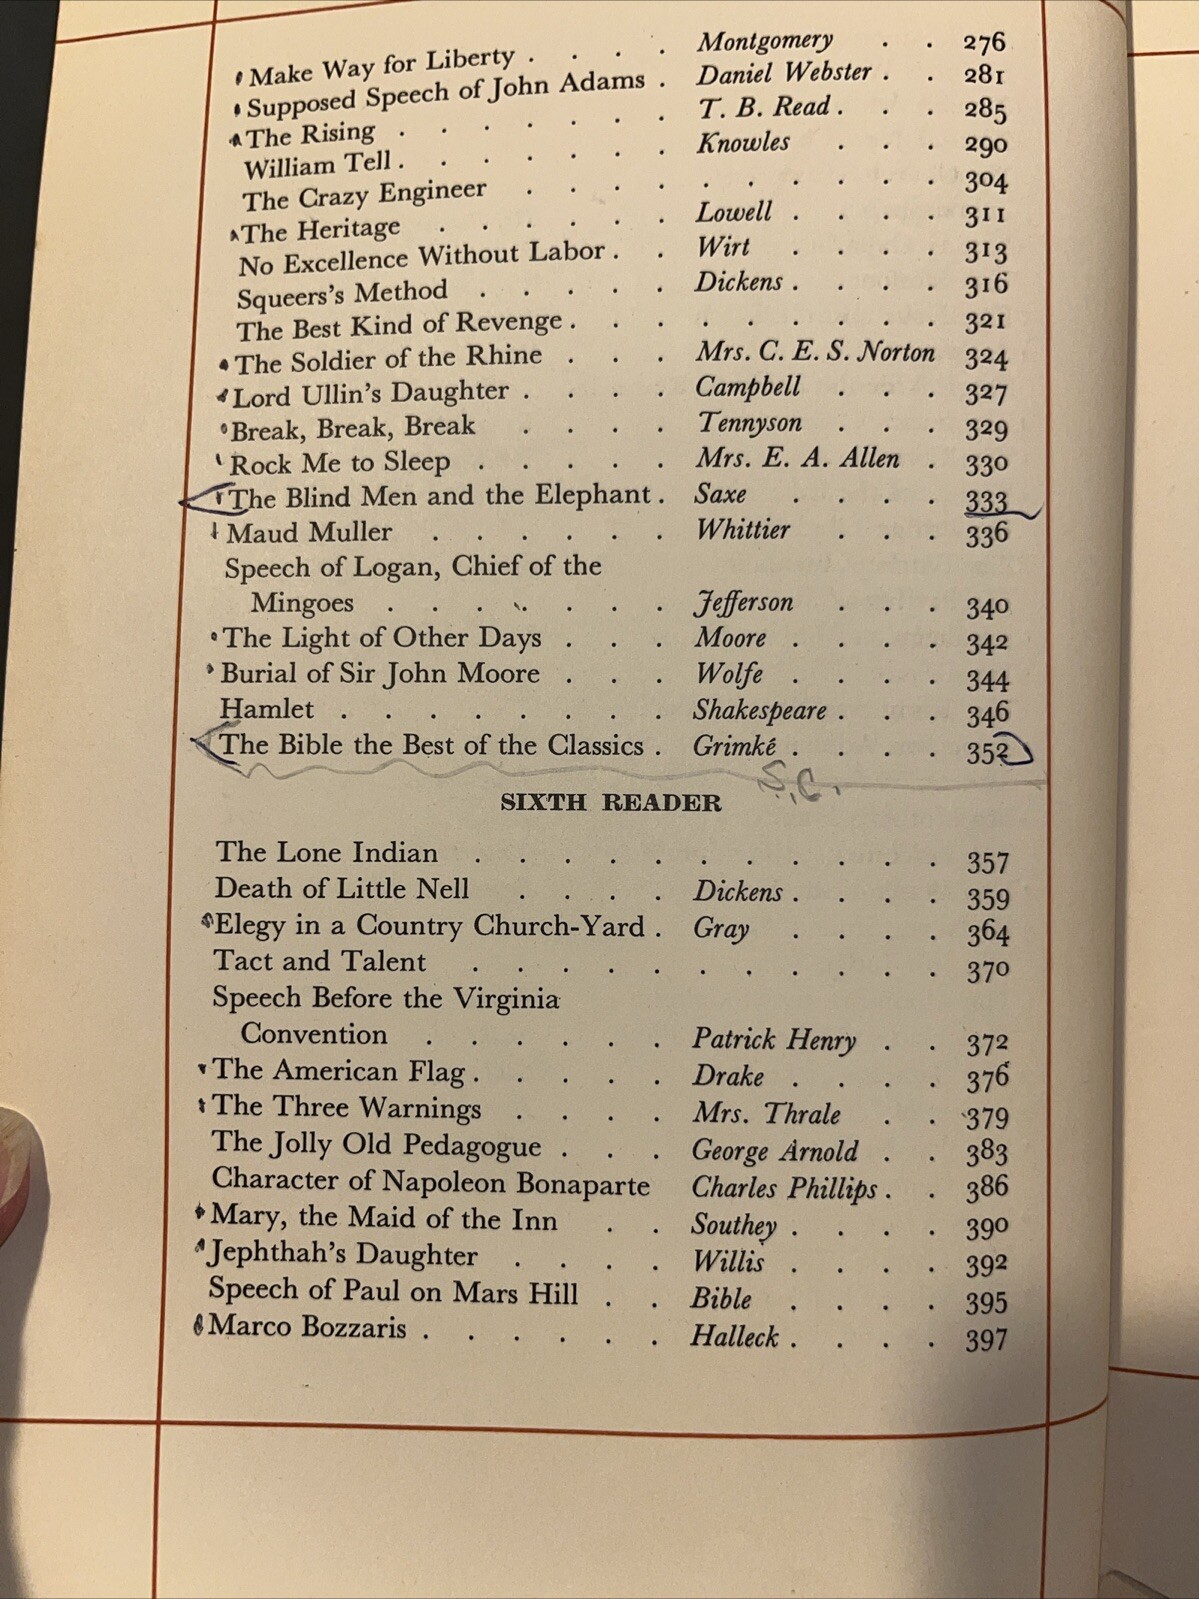 Make Way for Liberty . . . . Montgomery . . 276
Supposed Speech of John Adams . Daniel Webster . . 281
The Rising . . . . . . . T. B. Read . . . 285
William Tell . . . . . . . Knowles . . . 290
The Crazy Engineer . . . . . . . . . . 304
The Heritage . . . . . . Lowell . . . . 311
No Excellence Without Labor . . Wirt . . . . 313
Squeers's Method . . . . . Dickens . . . . 316
The Best Kind of Revenge . . . . . . . . . 321
The Soldier of the Rhine . . . Mrs. C. E. S. Norton 324
Lord Ullin's Daughter . . . . Campbell . . . 327
Break, Break, Break . . . . Tennyson . . . 329
Rock Me to Sleep . . . . . Mrs. E. A. Allen . 330
The Blind Men and the Elephant . Saxe . . . . 333
Maud Muller . . . . . . Whittier . . . 336
Speech of Logan, Chief of the
Mingoes . . . . . . . Jefferson . . . 340
The Light of Other Days . . . Moore . . . . 342
Burial of Sir John Moore . . . Wolfe . . . . 344
Hamlet . . . . . . . . Shakespeare . . . 346
The Bible the Best of the Classics . Grimké . . . . 352
S.C.
SIXTH READER
The Lone Indian . . . . . . . . . . . 357
Death of Little Nell . . . . Dickens . . . . 359
Elegy in a Country Church-Yard . Gray . . . . 364
Tact and Talent . . . . . . . . . . . 370
Speech Before the Virginia
Convention . . . . . . Patrick Henry . . 372
The American Flag . . . . . Drake . . . . 376
The Three Warnings . . . . Mrs. Thrale . . 379
The Jolly Old Pedagogue . . . George Arnold . . 383
Character of Napoleon Bonaparte Charles Phillips . . 386
Mary, the Maid of the Inn . . Southey . . . . 390
Jephthah's Daughter . . . . Willis . . . . 392
Speech of Paul on Mars Hill . . Bible . . . . 395
Marco Bozzaris . . . . . . Halleck . . . . 397